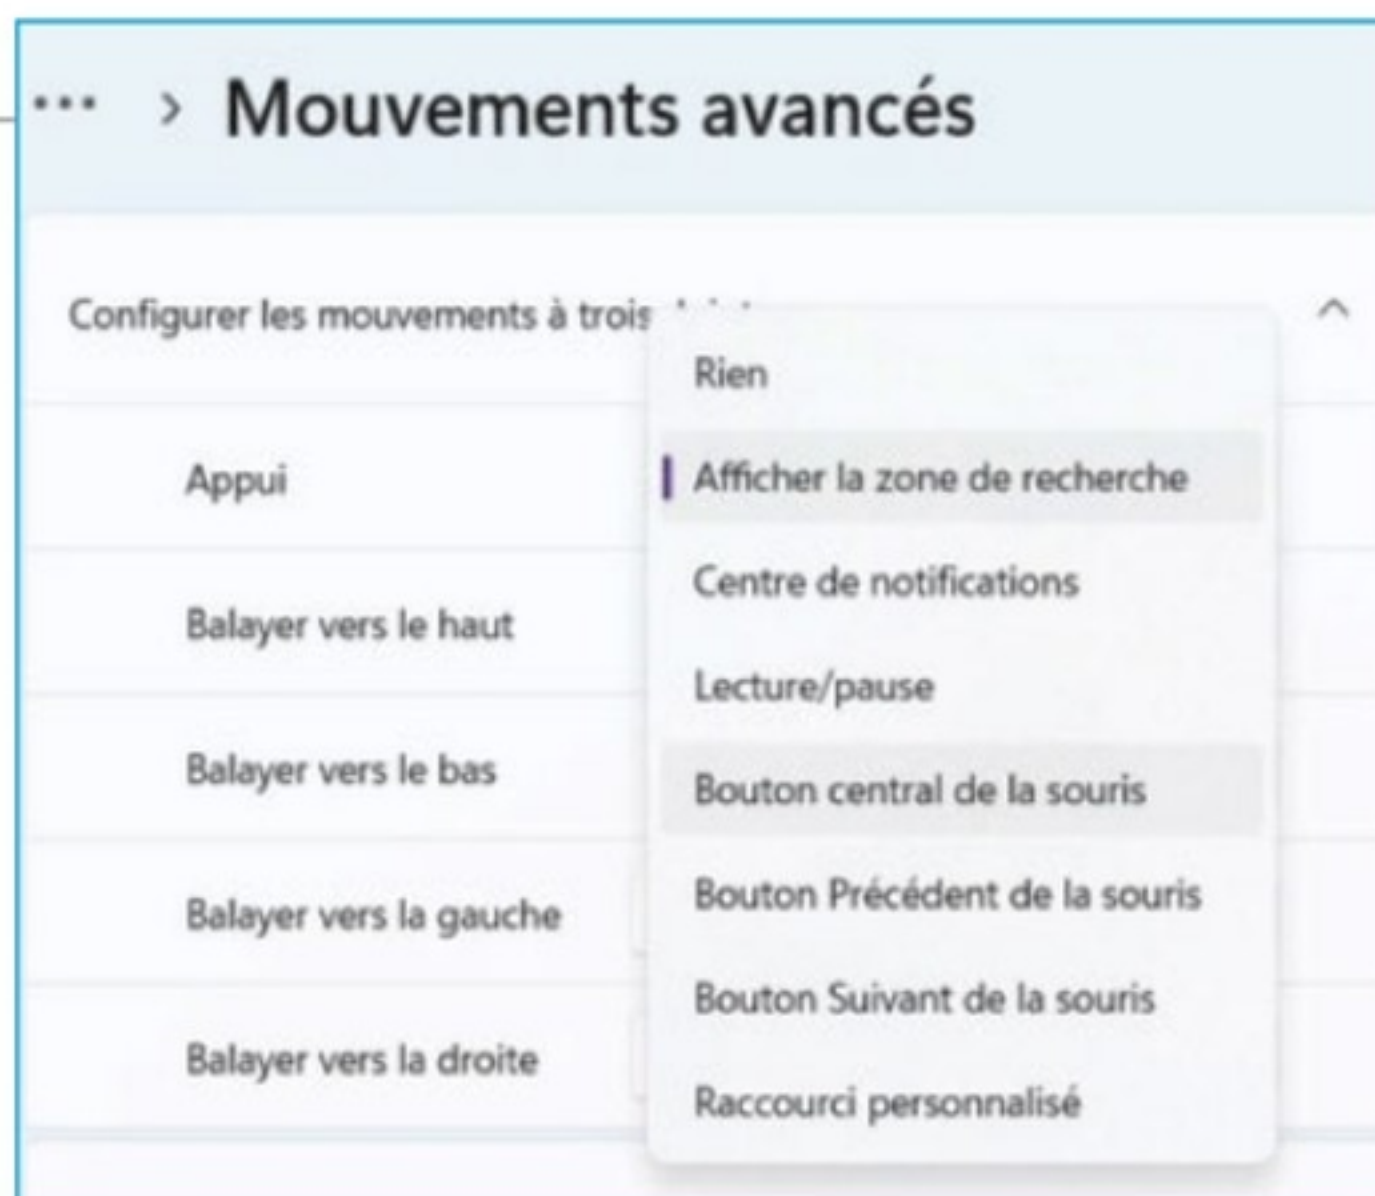 Mouvements avancés
Configurer les mouvements à trois
Rien
Appui
Afficher la zone de recherche
Centre de notifications
Balayer vers le haut
Lecture/pause
Balayer vers le bas
Bouton central de la souris
Bouton Précédent de la souris
Balayer vers la gauche
Bouton Suivant de la souris
Balayer vers la droite
Raccourci personnalisé